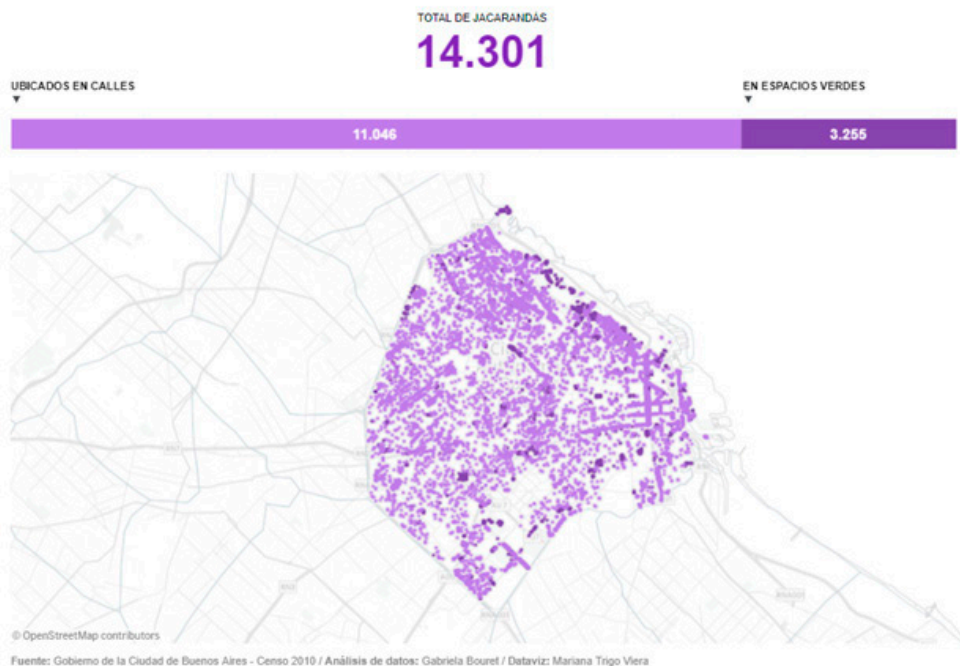 TOTAL DE JACARANDÁS
14.301
UBICADOS EN CALLES
EN ESPACIOS VERDES
11.046
3.255
© OpenStreetMap contributors
Fuente: Gobierno de la Ciudad de Buenos Aires - Censo 2010 / Análisis de datos: Gabriela Bouret / Dataviz: Mariana Trigo Viera